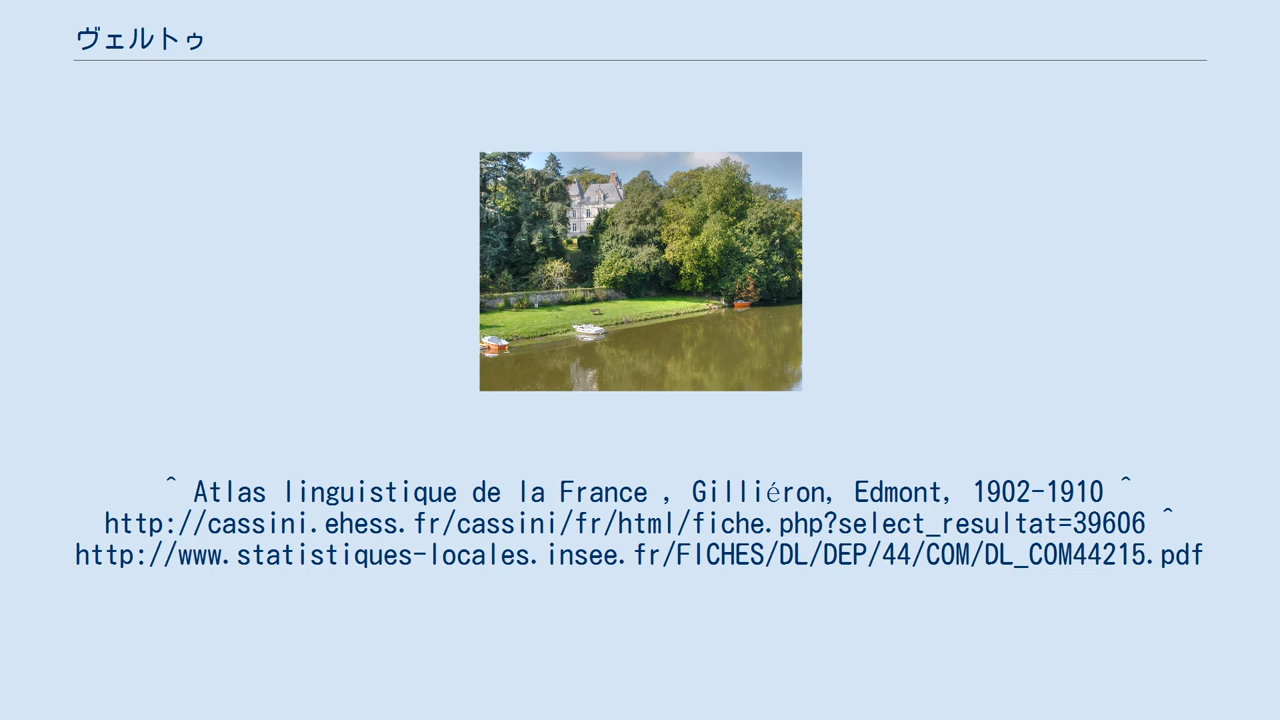 ヴェルトゥ
^ Atlas linguistique de la France , Gilliéron, Edmont, 1902-1910 ^
http://cassini.ehess.fr/cassini/fr/html/fiche.php?select_resultat=39606 ^
http://www.statistiques-locales.insee.fr/FICHES/DL/DEP/44/COM/DL_COM44215.pdf